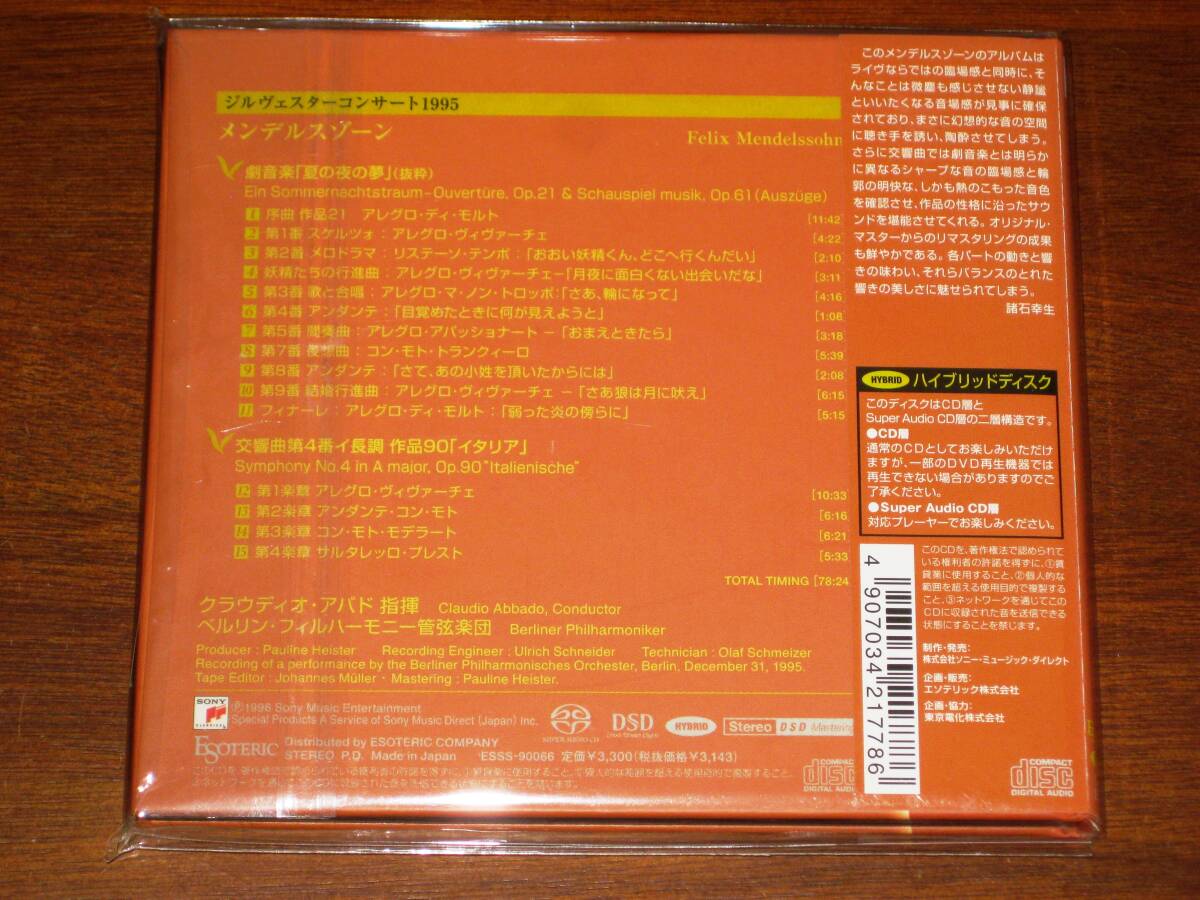 ジルヴェスターコンサート1995
メンデルスゾーン
Felix Mendelssohn
劇音楽「夏の夜の夢」(抜粋)
Ein Sommernachtstraum–Ouvertüre, Op.21 & Schauspiel musik, Op.61(Auszüge)
1 序曲 作品21 アレグロ・ディ・モルト [11:42]
2 第1番 スケルツォ:アレグロ・ヴィヴァーチェ [4:22]
3 第2番 メロドラマ:リステーソ・テンポ:「おおい妖精くん、どこへ行くんだい」 [2:10]
4 妖精たちの行進曲:アレグロ・ヴィヴァーチェ–「月夜に面白くない出会いだな」 [3:11]
5 第3番 歌と合唱:アレグロ・マ・ノン・トロッポ:「さあ、輪になって」 [4:16]
6 第4番 アンダンテ:「目覚めたときに何が見えようと」 [1:08]
7 第5番 間奏曲:アレグロ・アパッショナート –「おまえときたら」 [3:18]
8 第7番 夜想曲:コン・モト・トランクィーロ [5:39]
9 第8番 アンダンテ:「さて、あの小姓を頂いたからには」 [2:08]
10 第9番 結婚行進曲:アレグロ・ヴィヴァーチェ –「さあ狼は月に吠え」 [6:15]
11 フィナーレ:アレグロ・ディ・モルト:「弱った炎の傍らに」 [5:15]
交響曲第4番イ長調 作品90「イタリア」
Symphony No.4 in A major, Op.90 "Italienische"
12 第1楽章 アレグロ・ヴィヴァーチェ [10:33]
13 第2楽章 アンダンテ・コン・モト [6:16]
14 第3楽章 コン・モト・モデラート [6:21]
15 第4楽章 サルタレッロ・プレスト [5:33]
TOTAL TIMING [78:24
クラウディオ・アバド 指揮 Claudio Abbado, Conductor
ベルリン・フィルハーモニー管弦楽団 Berliner Philharmoniker
Producer : Pauline Heister Recording Engineer : Ulrich Schneider Technician : Olaf Schmeizer
Recording of a performance by the Berliner Philharmonisches Orchester, Berlin, December 31, 1995.
Tape Editor : Johannes Müller · Mastering : Pauline Heister.
SONY CLASSICAL
Ⓟ1996 Sony Music Entertainment
Special Products A Service of Sony Music Direct (Japan) Inc.
SUPER AUDIO CD
DSD
Direct Stream Digital
HYBRID
Stereo DSD Mastering
ESOTERIC Distributed by ESOTERIC COMPANY
STEREO P.D. Made in Japan ESSS-90066 定価¥3,300(税抜価格¥3,143)
COMPACT disc DIGITAL AUDIO
このメンデルスゾーンのアルバムは
ライヴならではの臨場感と同時に、そ
んなことは微塵も感じさせない静謐
といいたくなる音場感が見事に確保
されており、まさに幻想的な音の空間
に聴き手を誘い、陶酔させてしまう。
さらに交響曲では劇音楽とは明らか
に異なるシャープな音の臨場感と輪
郭の明快な、しかも熱のこもった音色
を確認させ、作品の性格に沿ったサウ
ンドを堪能させてくれる。オリジナル・
マスターからのリマスタリングの成果
も鮮やかである。各パートの動きと響
きの味わい、それらバランスのとれた
響きの美しさに魅せられてしまう。
諸石幸生
HYBRID ハイブリッドディスク
このディスクはCD層と
Super Audio CD層の二層構造です。
●CD層
通常のCDとしてお楽しみいただけ
ますが、一部のDVD再生機器では
再生できない場合がありますのでご
了承ください。
●Super Audio CD層
対応プレーヤーでお楽しみください。
4 907034 217786
このCDを、著作権法で認められて
いる権利者の許諾を得ずに、①賃
貸業に使用すること、②個人的な
範囲を超える使用目的で複製する
こと、③ネットワークを通じてこの
CDに収録された音を送信できる
状態にすることを禁じます。
制作・発売:
株式会社ソニー・ミュージック・ダイレクト
企画・販売:
エソテリック株式会社
企画・協力:
東京電化株式会社
COMPACT disc DIGITAL AUDIO